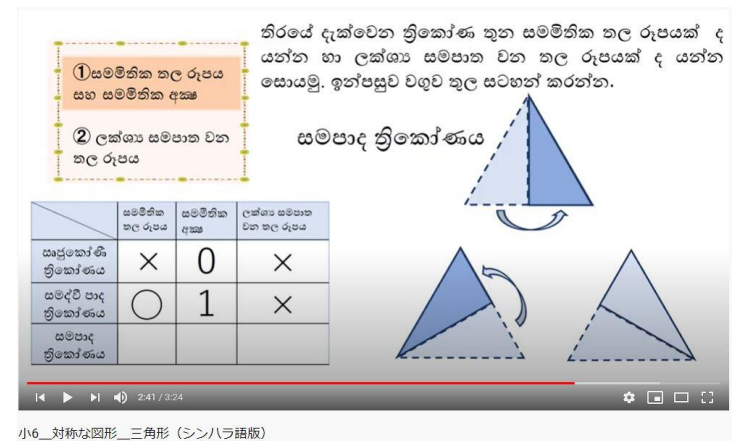 තිරයේ දැක්වෙන ත්‍රිකෝණ තුන සමමිතික තල රූපයක් ද
යන්න හා ලක්ශ්‍ය සමපාත වන තල රූපයක් ද යන්න
සොයමු. ඉන්පසුව වගුව තුල සටහන් කරන්න.
①සමමිතික තල රූපය
සහ සමමිතික අක්‍ෂ
② ලක්ශ්‍ය සමපාත වන
තල රූපය
සමපාද ත්‍රිකෝණය
සමමිතික තල රූපය
සමමිතික අක්‍ෂ
ලක්ශ්‍ය සමපාත වන තල රූපය
සෘජුකෝණී ත්‍රිකෝණය × 0 ×
සමද්වි පාද ත්‍රිකෝණය ○ 1 ×
සමපාද ත්‍රිකෝණය
2:41 / 3:24
小6__対称な図形__三角形（シンハラ語版）